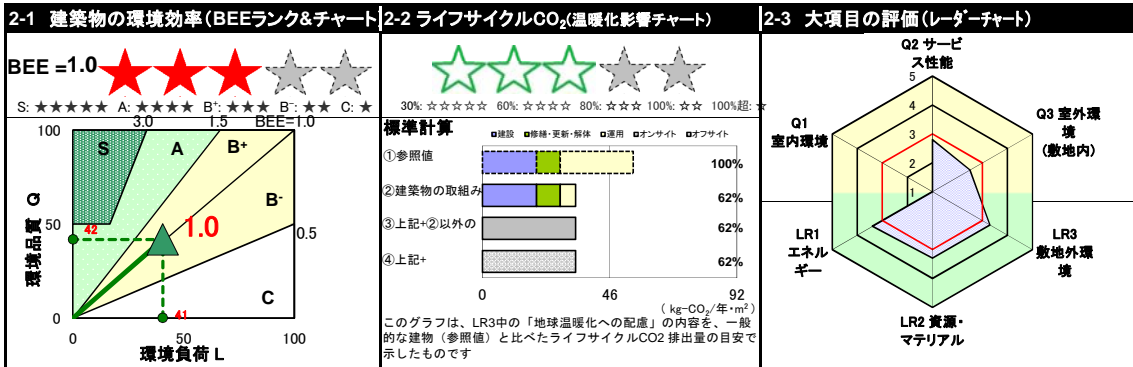 2-1 建築物の環境効率(BEEランク&チャート
BEE =1.0
S: ★★★★★ A: ★★★★ B+: ★★★ B-: ★★ C: ★
3.0 1.5 BEE=1.0
100
S
A
B+
B-
50
42
1.0
0.5
C
41
0
0
50
100
環境品質 Q
環境負荷 L
2-2 ライフサイクルCO2(温暖化影響チャート)
30%: ☆☆☆☆☆ 60%: ☆☆☆☆ 80%: ☆☆☆ 100%: ☆☆ 100%超: ☆
標準計算
建設 修繕・更新・解体 運用 オンサイト オフサイト
①参照値 100%
②建築物の取組み 62%
③上記+②以外の 62%
④上記+ 62%
0 46 92
( kg-CO2/年・m2 )
このグラフは、LR3中の「地球温暖化への配慮」の内容を、一般
的な建物(参照値)と比べたライフサイクルCO2 排出量の目安で
示したものです
2-3 大項目の評価(レーダーチャート)
Q2 サービ
ス性能
5
4
3
2
1
Q1
室内環境
Q3 室外環
境
(敷地内)
LR1
エネル
ギー
LR3
敷地外環
境
LR2 資源・
マテリアル